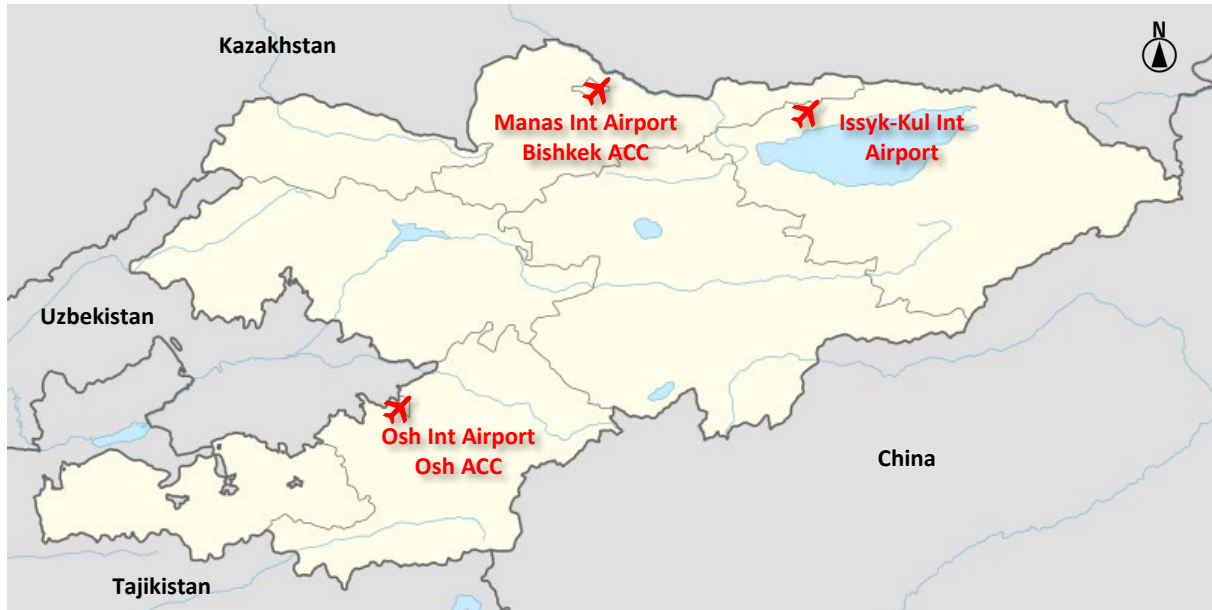 Kazakhstan
N
Manas Int Airport
Bishkek ACC
Issyk-Kul Int
Airport
Uzbekistan
Osh Int Airport
Osh ACC
China
Tajikistan